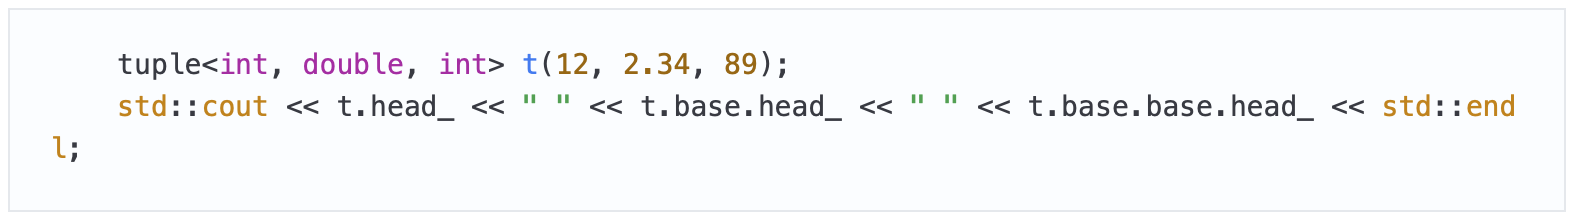 tuple<int, double, int> t(12, 2.34, 89);
std::cout << t.head_ << " " << t.base.head_ << " " << t.base.base.head_ << std::end
l;